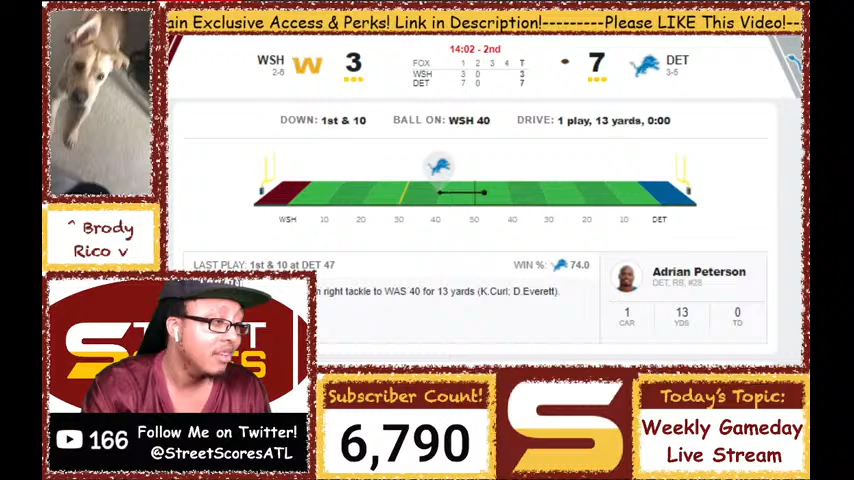 ain Exclusive Access & Perks! Link in Description!---------Please LIKE This Video!--
WSH
2-6
W
3
14:02 - 2nd
FOX 1 2 3 4 T
WSH 3 0 3
DET 7 0 7
7
DET
3-5
DOWN: 1st & 10 BALL ON: WSH 40 DRIVE: 1 play, 13 yards, 0:00
WSH 10 20 30 40 50 40 30 20 10 DET
^ Brody
Rico v
LAST PLAY: 1st & 10 at DET 47
WIN %: 74.0
right tackle to WAS 40 for 13 yards (K.Curl; D.Everett).
Adrian Peterson
DET, RB, #28
1 13 0
CAR YDS TD
166
Follow Me on Twitter!
@StreetScoresATL
Subscriber Count!
6,790
S
Today's Topic:
Weekly Gameday
Live Stream